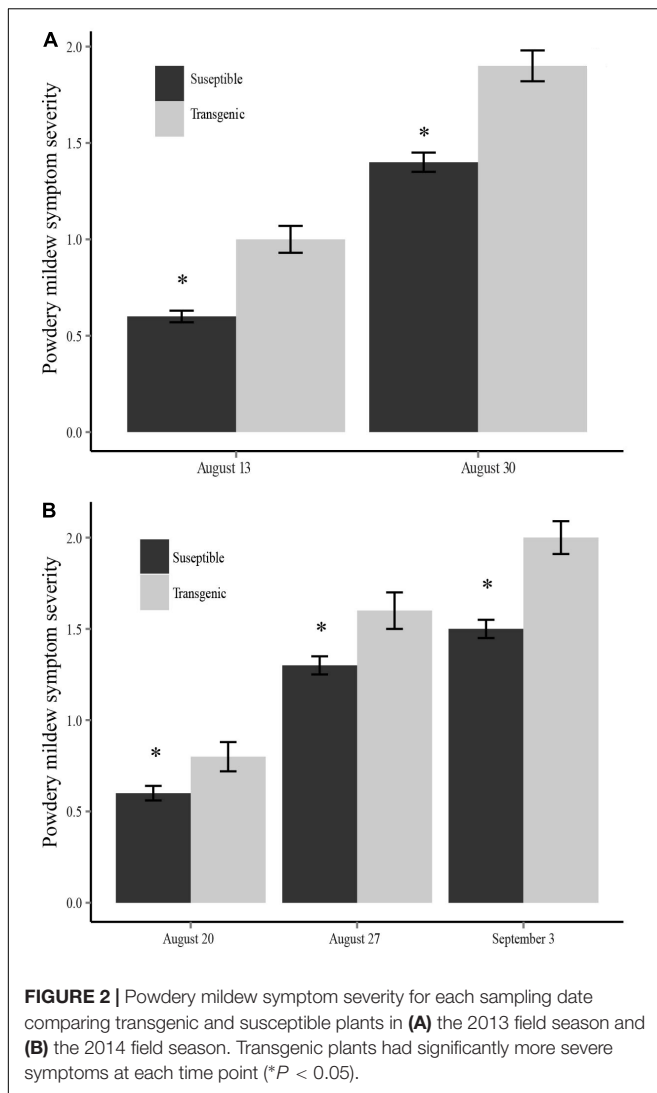 A
Powdery mildew symptom severity
2.0
1.5
1.0
0.5
0.0
Suseptible
Transgenic
*
*
August 13
August 30
B
Powdery mildew symptom severity
2.0
1.5
1.0
0.5
0.0
Suseptible
Transgenic
*
*
*
August 20
August 27
September 3
FIGURE 2 | Powdery mildew symptom severity for each sampling date
comparing transgenic and susceptible plants in (A) the 2013 field season and
(B) the 2014 field season. Transgenic plants had significantly more severe
symptoms at each time point (*P < 0.05).